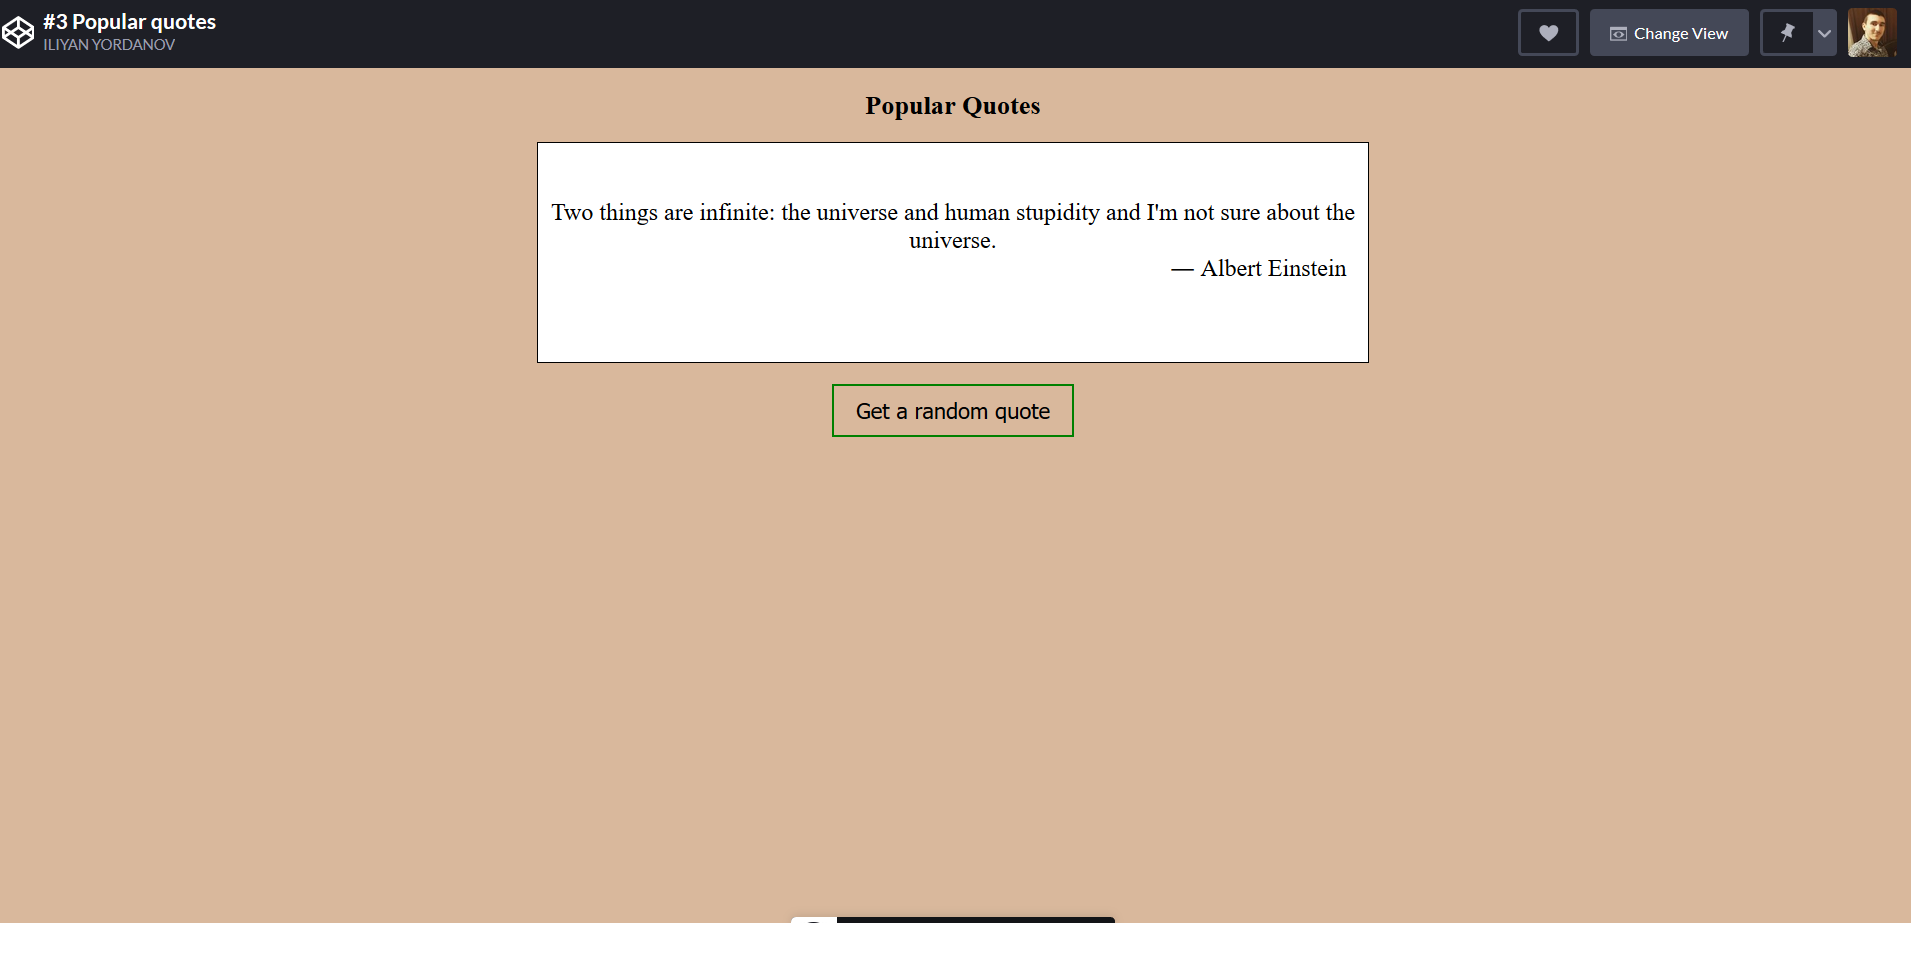 #3 Popular quotes
ILIYAN YORDANOV
Change View
Popular Quotes
Two things are infinite: the universe and human stupidity and I'm not sure about the
universe.
— Albert Einstein
Get a random quote